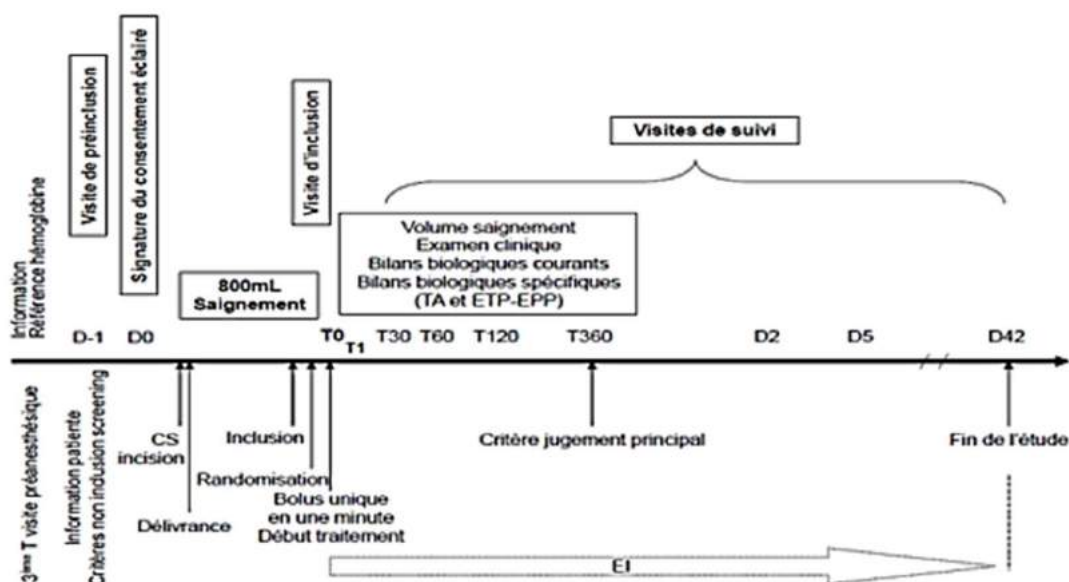 Visite de préinclusion
Signature du consentement éclairé
Visite d'inclusion
Visites de suivi
Volume saignement
Examen clinique
Bilans biologiques courants
Bilans biologiques spécifiques
(TA et ETP-EPP)
800mL
Saignement
Information
Référence hémoglobine
D-1
D0
T0
T1
T30
T60
T120
T360
D2
D5
D42
3ième T visite préanesthésique
Information patiente
Critères non inclusion screening
CS
incision
Délivrance
Inclusion
Randomisation
Bolus unique
en une minute
Début traitement
Critère jugement principal
Fin de l'étude
EI